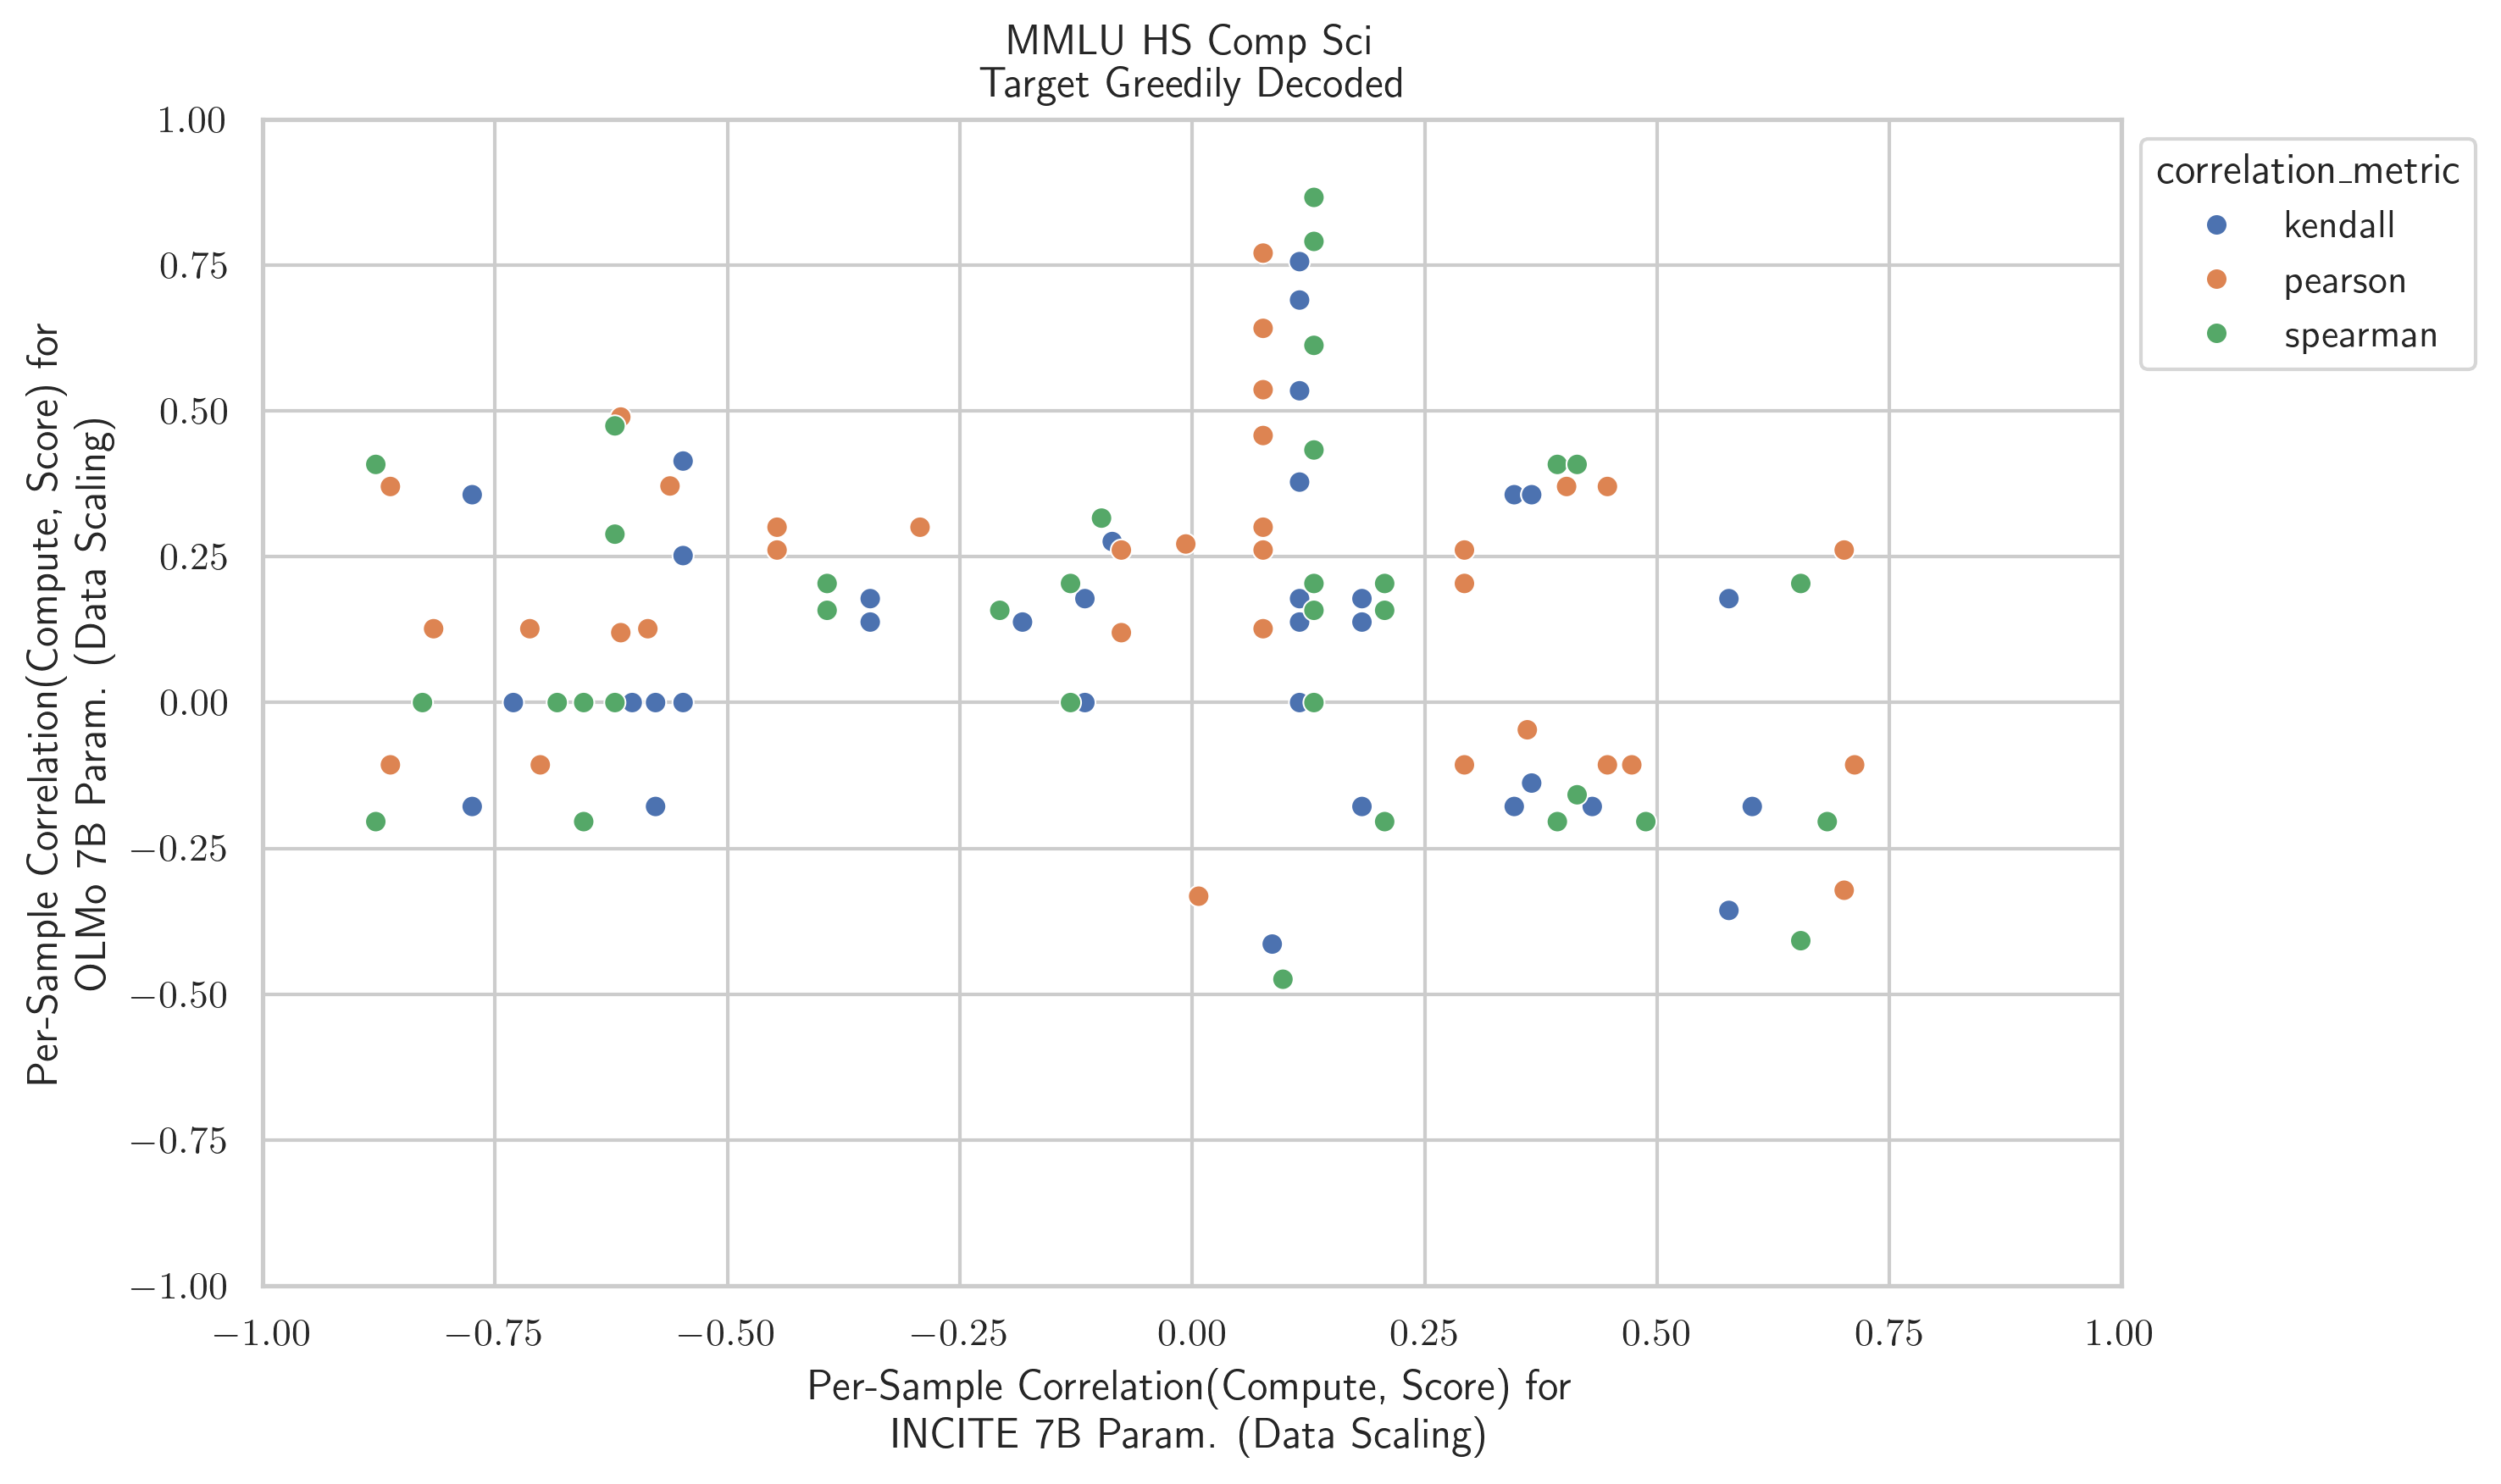 MMLU HS Comp Sci
Target Greedily Decoded
Per-Sample Correlation(Compute, Score) for
OLMo 7B Param. (Data Scaling)
1.00
0.75
0.50
0.25
0.00
−0.25
−0.50
−0.75
−1.00
−1.00 −0.75 −0.50 −0.25 0.00 0.25 0.50 0.75 1.00
Per-Sample Correlation(Compute, Score) for
INCITE 7B Param. (Data Scaling)
correlation_metric
kendall
pearson
spearman